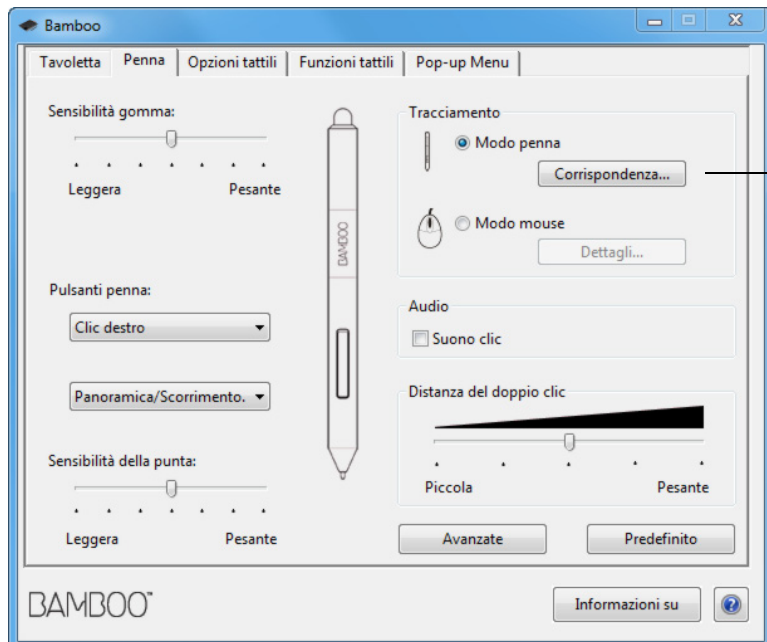 Bamboo
Tavoletta Penna Opzioni tattili Funzioni tattili Pop-up Menu
Sensibilità gomma:
Leggera Pesante
Pulsanti penna:
Clic destro
Panoramica/Scorrimento.
Sensibilità della punta:
Leggera Pesante
BAMBOO
Tracciamento
Modo penna
Corrispondenza...
Modo mouse
Dettagli...
Audio
Suono clic
Distanza del doppio clic
Piccola Pesante
Avanzate Predefinito
BAMBOO™
Informazioni su ?